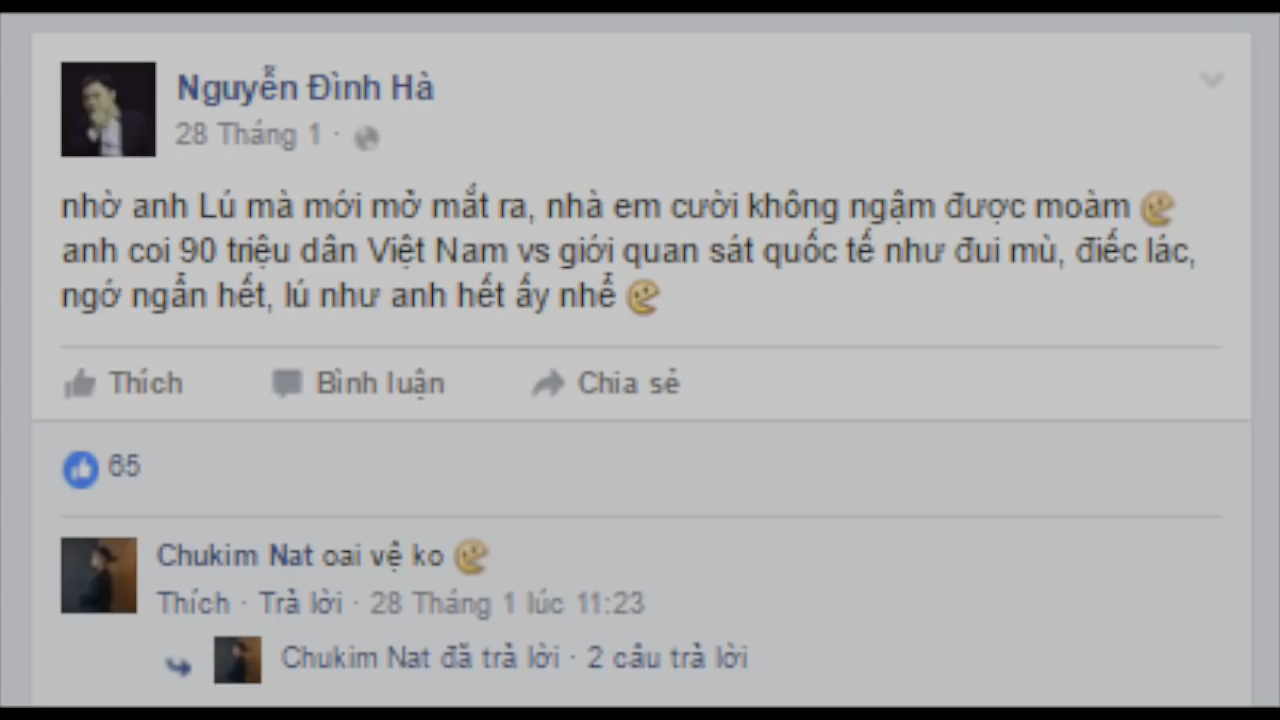 Nguyễn Đình Hà
28 Tháng 1 ·
nhờ anh Lú mà mới mở mắt ra, nhà em cười không ngậm được moàm
anh coi 90 triệu dân Việt Nam vs giới quan sát quốc tế như đui mù, điếc lác,
ngớ ngẩn hết, lú như anh hết ấy nhể
Thích Bình luận Chia sẻ
65
Chukim Nat oai vệ ko
Thích · Trả lời · 28 Tháng 1 lúc 11:23
Chukim Nat đã trả lời · 2 câu trả lời